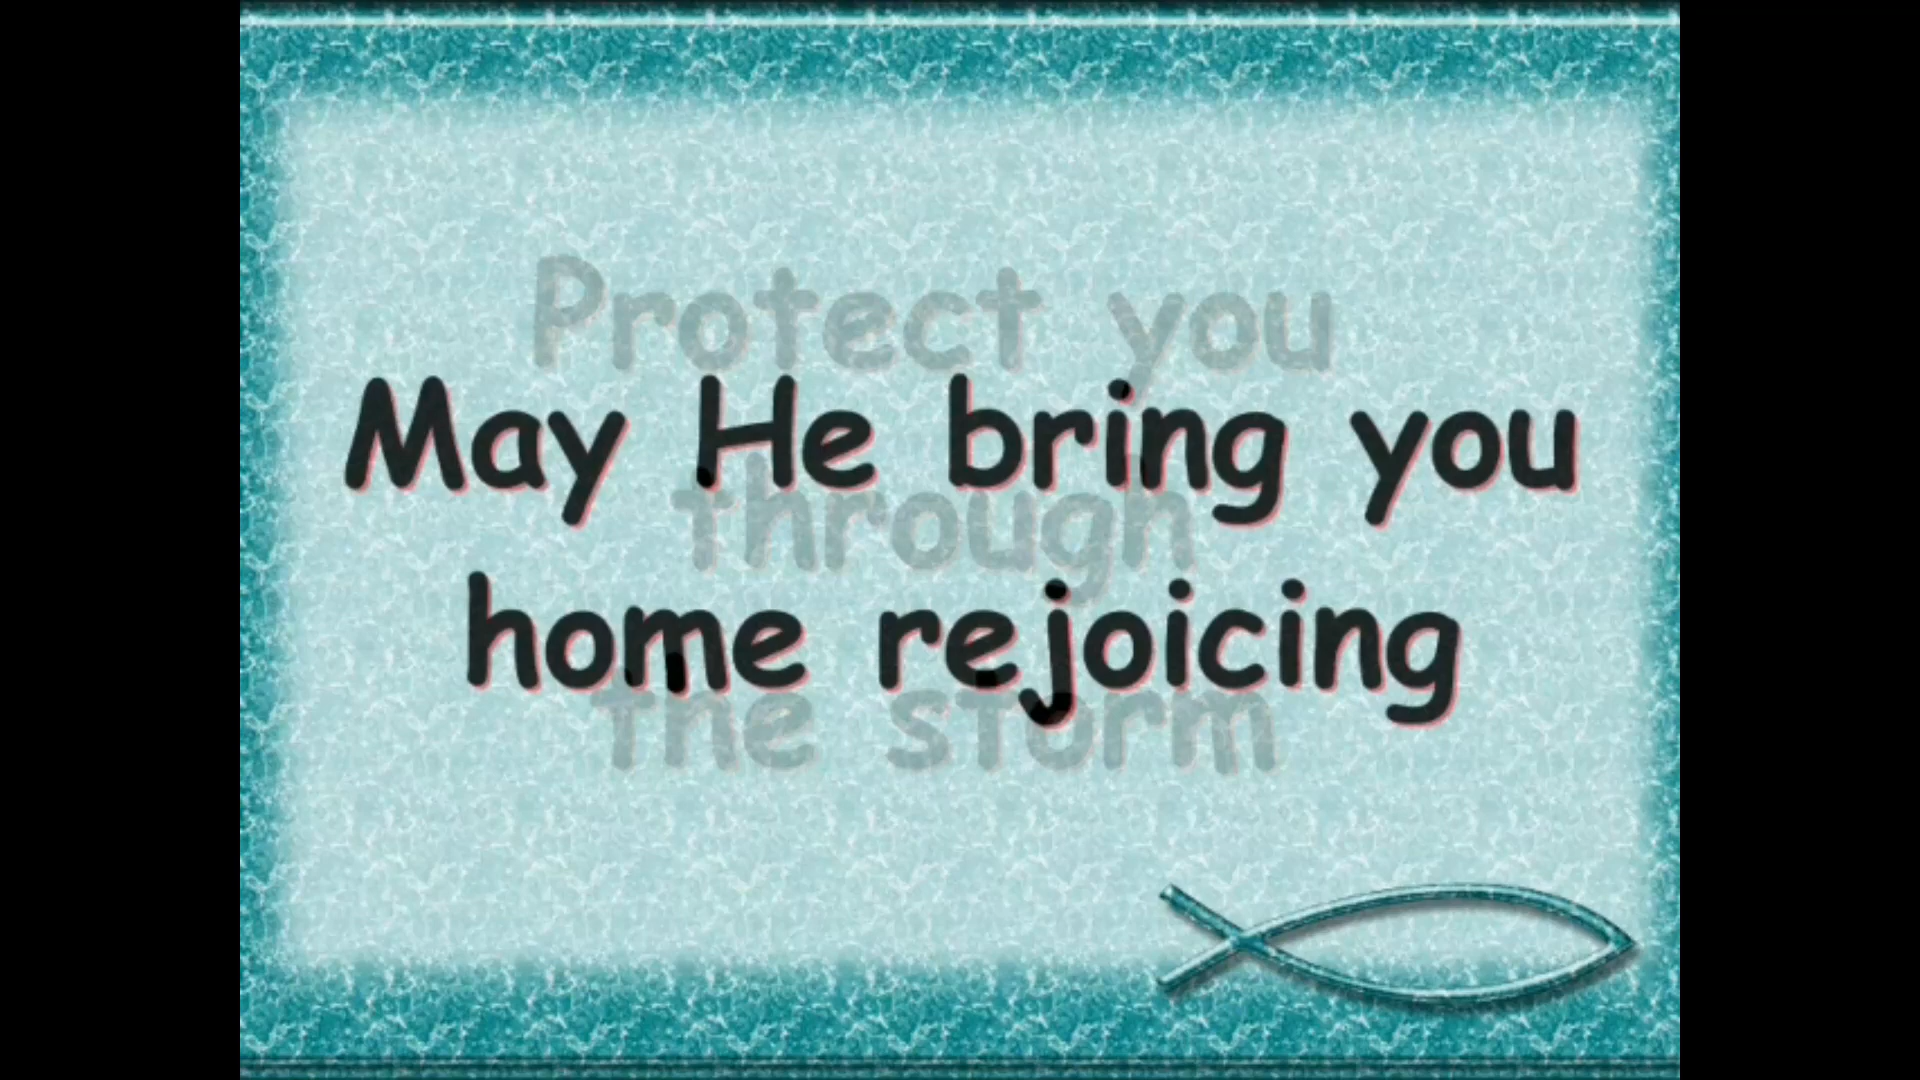 Protect you
May He bring you
through
home rejoicing
the storm